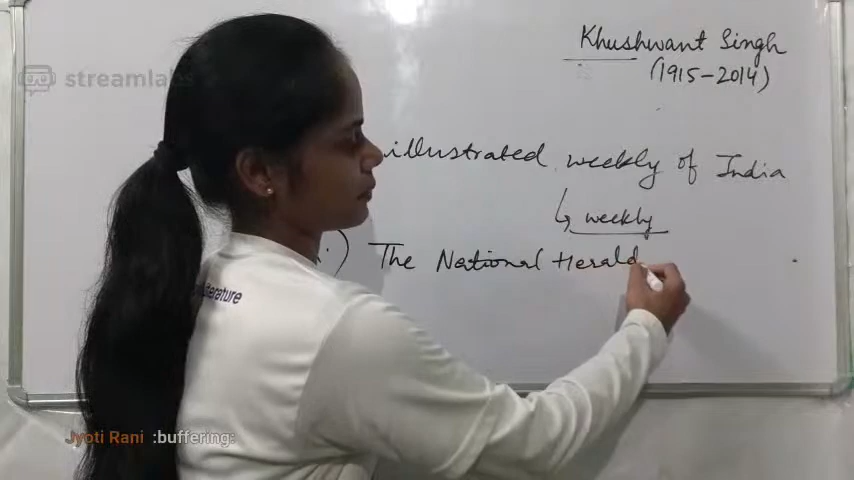 streamlabs
Khushwant Singh
(1915-2014)
illustrated weekly of India
↳ weekly
.) The National Herald
Jyoti Rani :buffering: